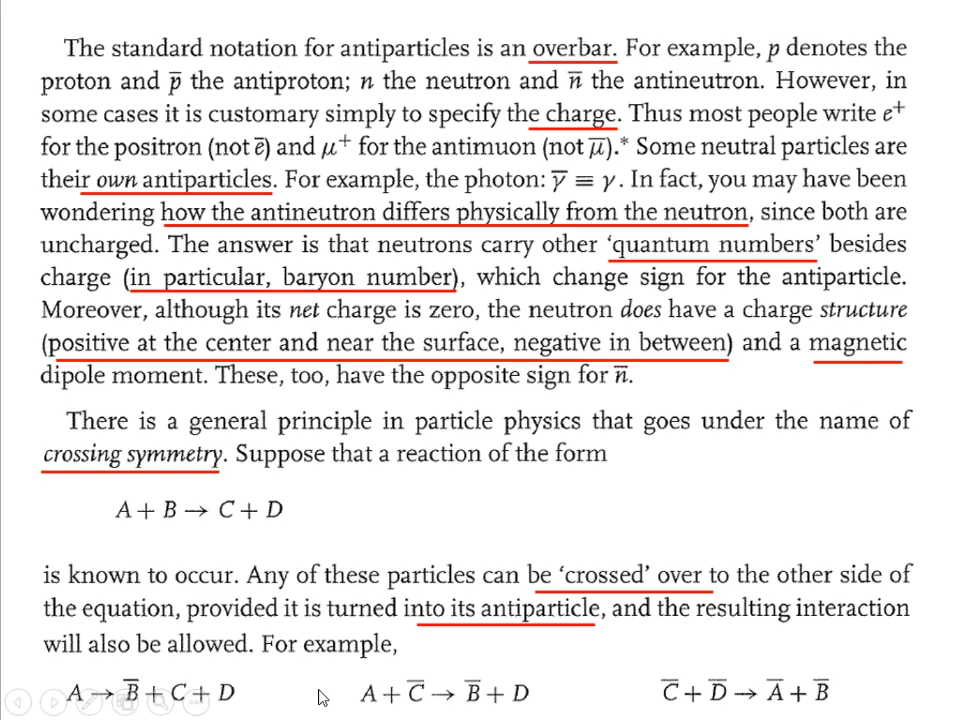 The standard notation for antiparticles is an overbar. For example, p denotes the
proton and p̅ the antiproton; n the neutron and n̅ the antineutron. However, in
some cases it is customary simply to specify the charge. Thus most people write e⁺
for the positron (not e̅) and μ⁺ for the antimuon (not μ̅).* Some neutral particles are
their own antiparticles. For example, the photon: γ̅ ≡ γ. In fact, you may have been
wondering how the antineutron differs physically from the neutron, since both are
uncharged. The answer is that neutrons carry other ‘quantum numbers’ besides
charge (in particular, baryon number), which change sign for the antiparticle.
Moreover, although its net charge is zero, the neutron does have a charge structure
(positive at the center and near the surface, negative in between) and a magnetic
dipole moment. These, too, have the opposite sign for n̅.
There is a general principle in particle physics that goes under the name of
crossing symmetry. Suppose that a reaction of the form
A + B → C + D
is known to occur. Any of these particles can be ‘crossed’ over to the other side of
the equation, provided it is turned into its antiparticle, and the resulting interaction
will also be allowed. For example,
A → B̅ + C + D A + C̅ → B̅ + D C̅ + D̅ → A̅ + B̅